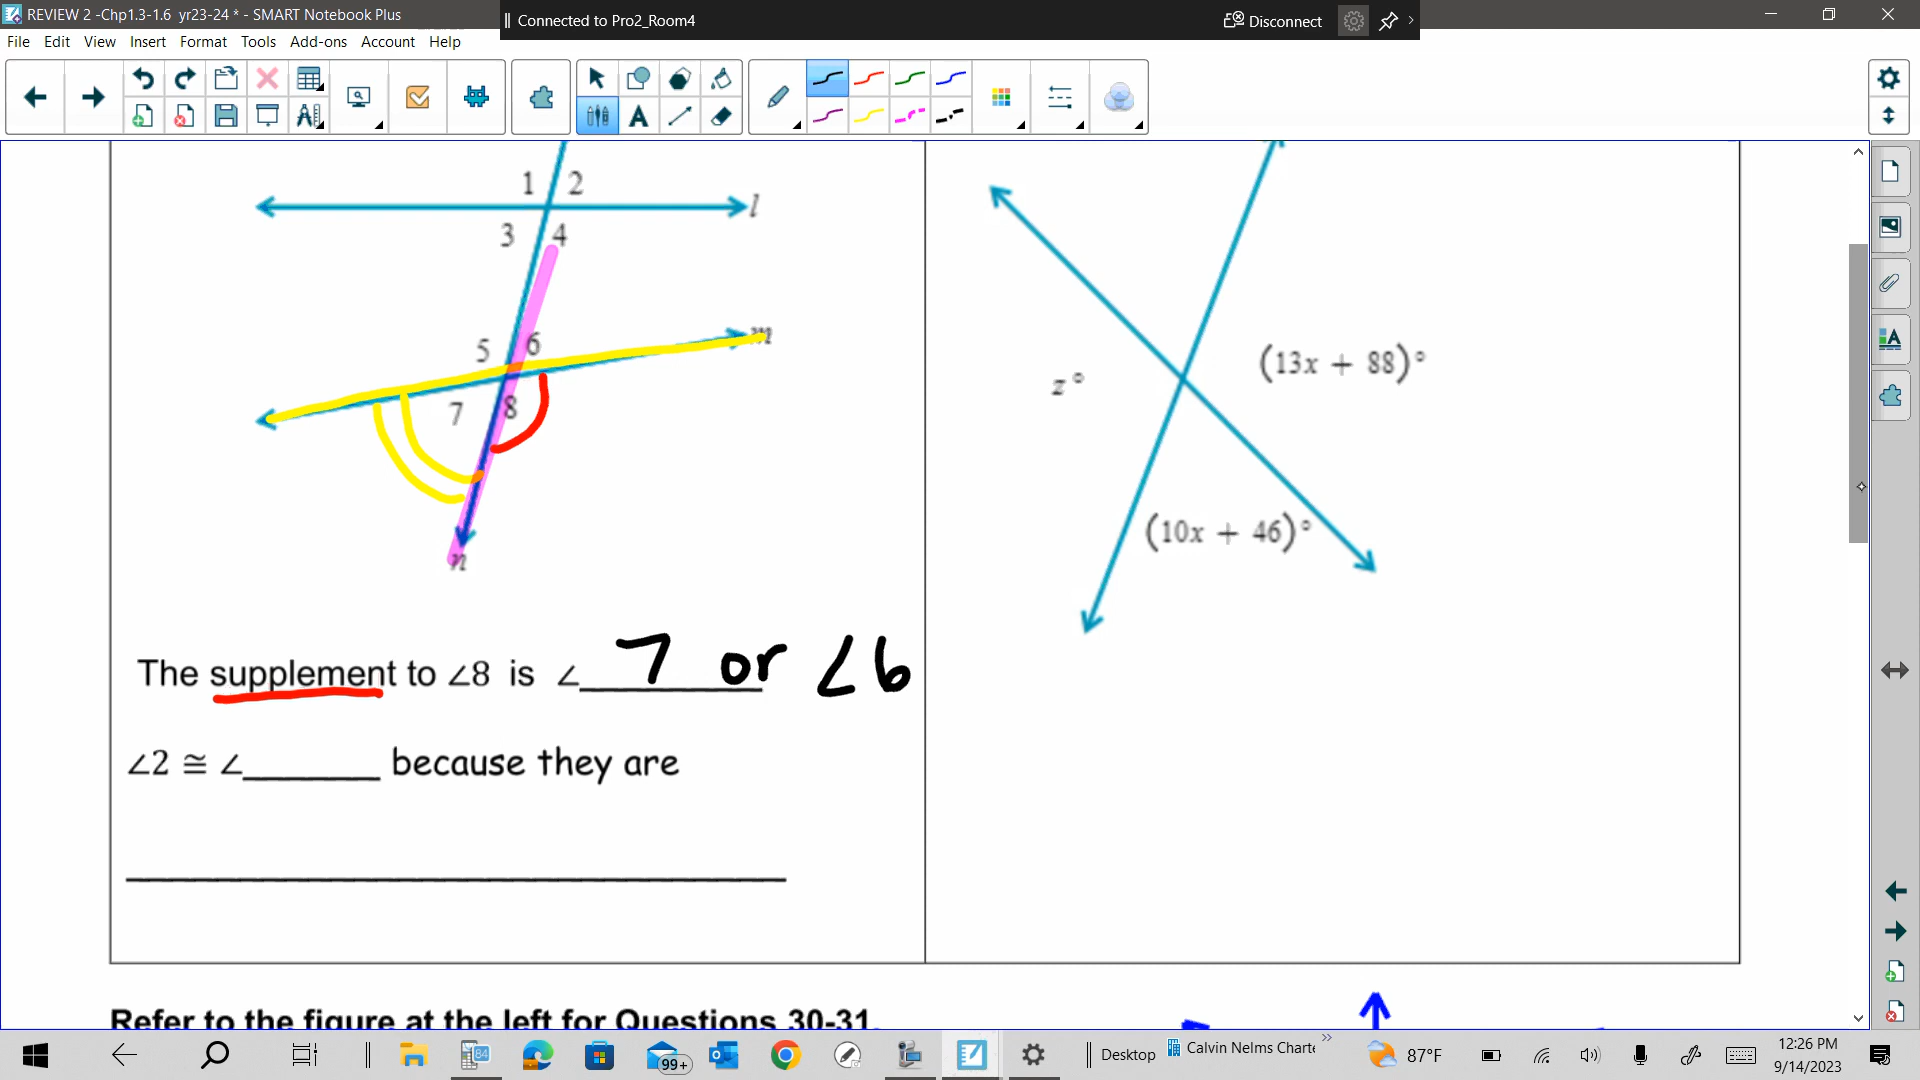 REVIEW 2 -Chp1.3-1.6 yr23-24 * - SMART Notebook Plus
Connected to Pro2_Room4
Disconnect
File Edit View Insert Format Tools Add-ons Account Help
A
1 2
l
3 4
5 6
m
7 8
n
z°
(13x + 88)°
(10x + 46)°
The supplement to ∠8 is ∠ 7 or ∠6
∠2 ≅ ∠_______ because they are
Refer to the figure at the left for Questions 30-31.
84
99+
Desktop
Calvin Nelms Charte
87°F
12:26 PM
9/14/2023